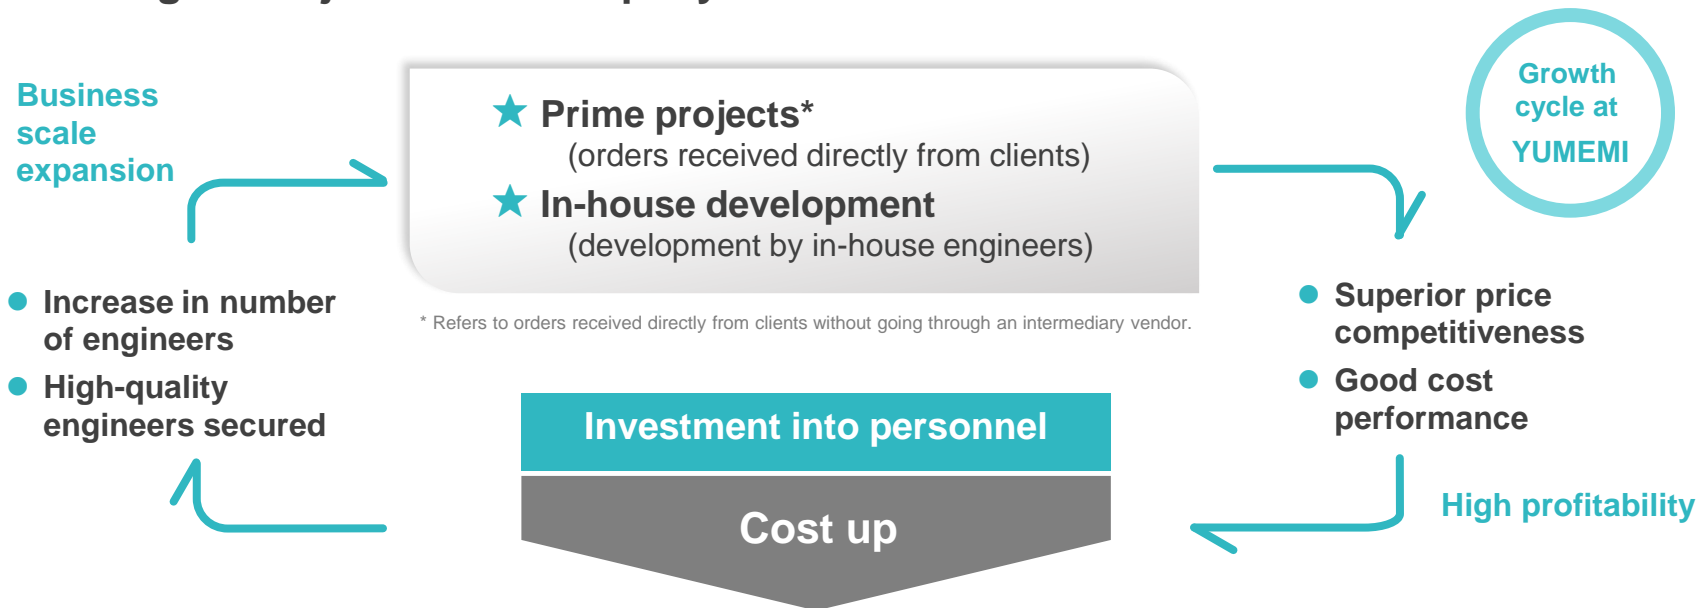 Business
scale
expansion
★ Prime projects*
(orders received directly from clients)
★ In-house development
(development by in-house engineers)
Growth
cycle at
YUMEMI
* Refers to orders received directly from clients without going through an intermediary vendor.
● Increase in number
of engineers
● High-quality
engineers secured
● Superior price
competitiveness
● Good cost
performance
Investment into personnel
Cost up
High profitability